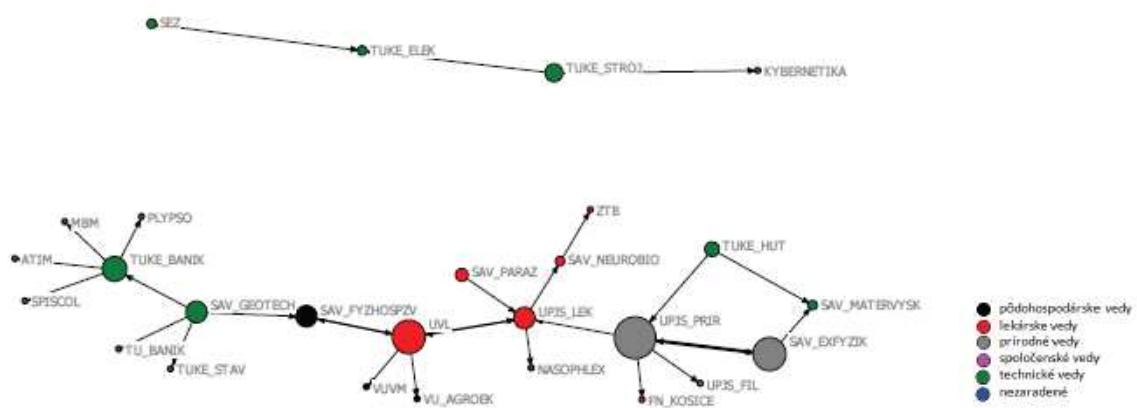 SEZ
TUKE_ELEK
TUKE_STROJ
KYBERNETIKA
ZTB
PLYPSO
MBM
TUKE_HUT
ATIM
TUKE_BANIK
SAV_NEUROBIO
SAV_PARAZ
SPISCOL
SAV_GEOTECH
SAV_FYZHOSPZV
UPJS_LEK
SAV_MATERVYSK
UVL
UPJS_PRIR
SAV_EXFYZIK
TU_BANIK
TUKE_STAV
NASOPHLEX
VUVM
VU_AGROEK
UPJS_FIL
FN_KOSICE
pôdohospodárske vedy
lekárske vedy
prírodné vedy
spoločenské vedy
technické vedy
nezaradené